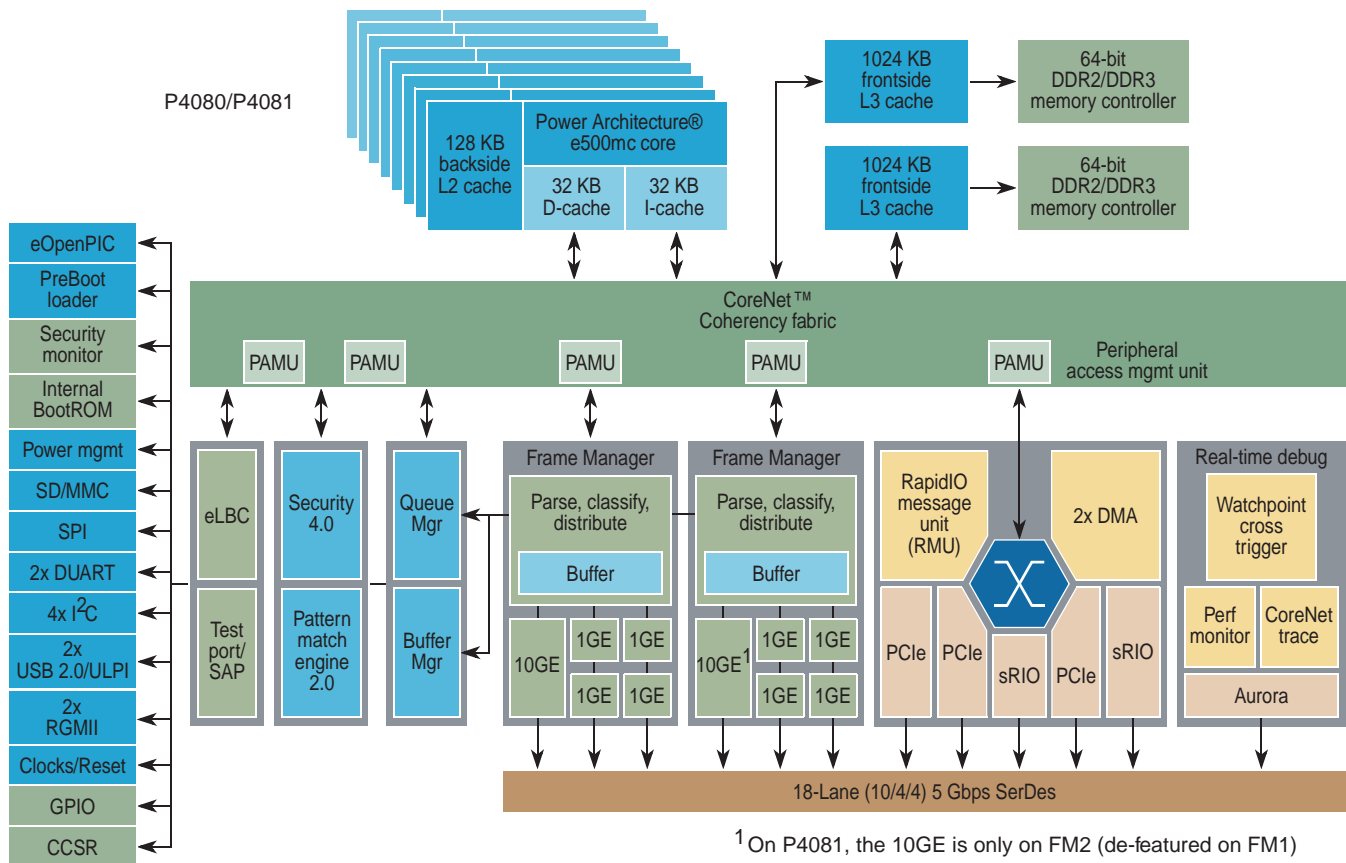 P4080/P4081
128 KB
backside
L2 cache
Power Architecture®
e500mc core
32 KB
D-cache
32 KB
I-cache
1024 KB
frontside
L3 cache
64-bit
DDR2/DDR3
memory controller
1024 KB
frontside
L3 cache
64-bit
DDR2/DDR3
memory controller
eOpenPIC
PreBoot
loader
Security
monitor
Internal
BootROM
Power mgmt
SD/MMC
SPI
2x DUART
4x I²C
2x
USB 2.0/ULPI
2x
RGMII
Clocks/Reset
GPIO
CCSR
CoreNet™
Coherency fabric
PAMU
PAMU
PAMU
PAMU
PAMU
Peripheral
access mgmt unit
eLBC
Test
port/
SAP
Security
4.0
Pattern
match
engine
2.0
Queue
Mgr
Buffer
Mgr
Frame Manager
Parse, classify,
distribute
Buffer
10GE
1GE
1GE
1GE
1GE
Frame Manager
Parse, classify,
distribute
Buffer
10GE¹
1GE
1GE
1GE
1GE
RapidIO
message
unit
(RMU)
2x DMA
PCIe
PCIe
sRIO
PCIe
sRIO
Real-time debug
Watchpoint
cross
trigger
Perf
monitor
CoreNet
trace
Aurora
18-Lane (10/4/4) 5 Gbps SerDes
¹On P4081, the 10GE is only on FM2 (de-featured on FM1)